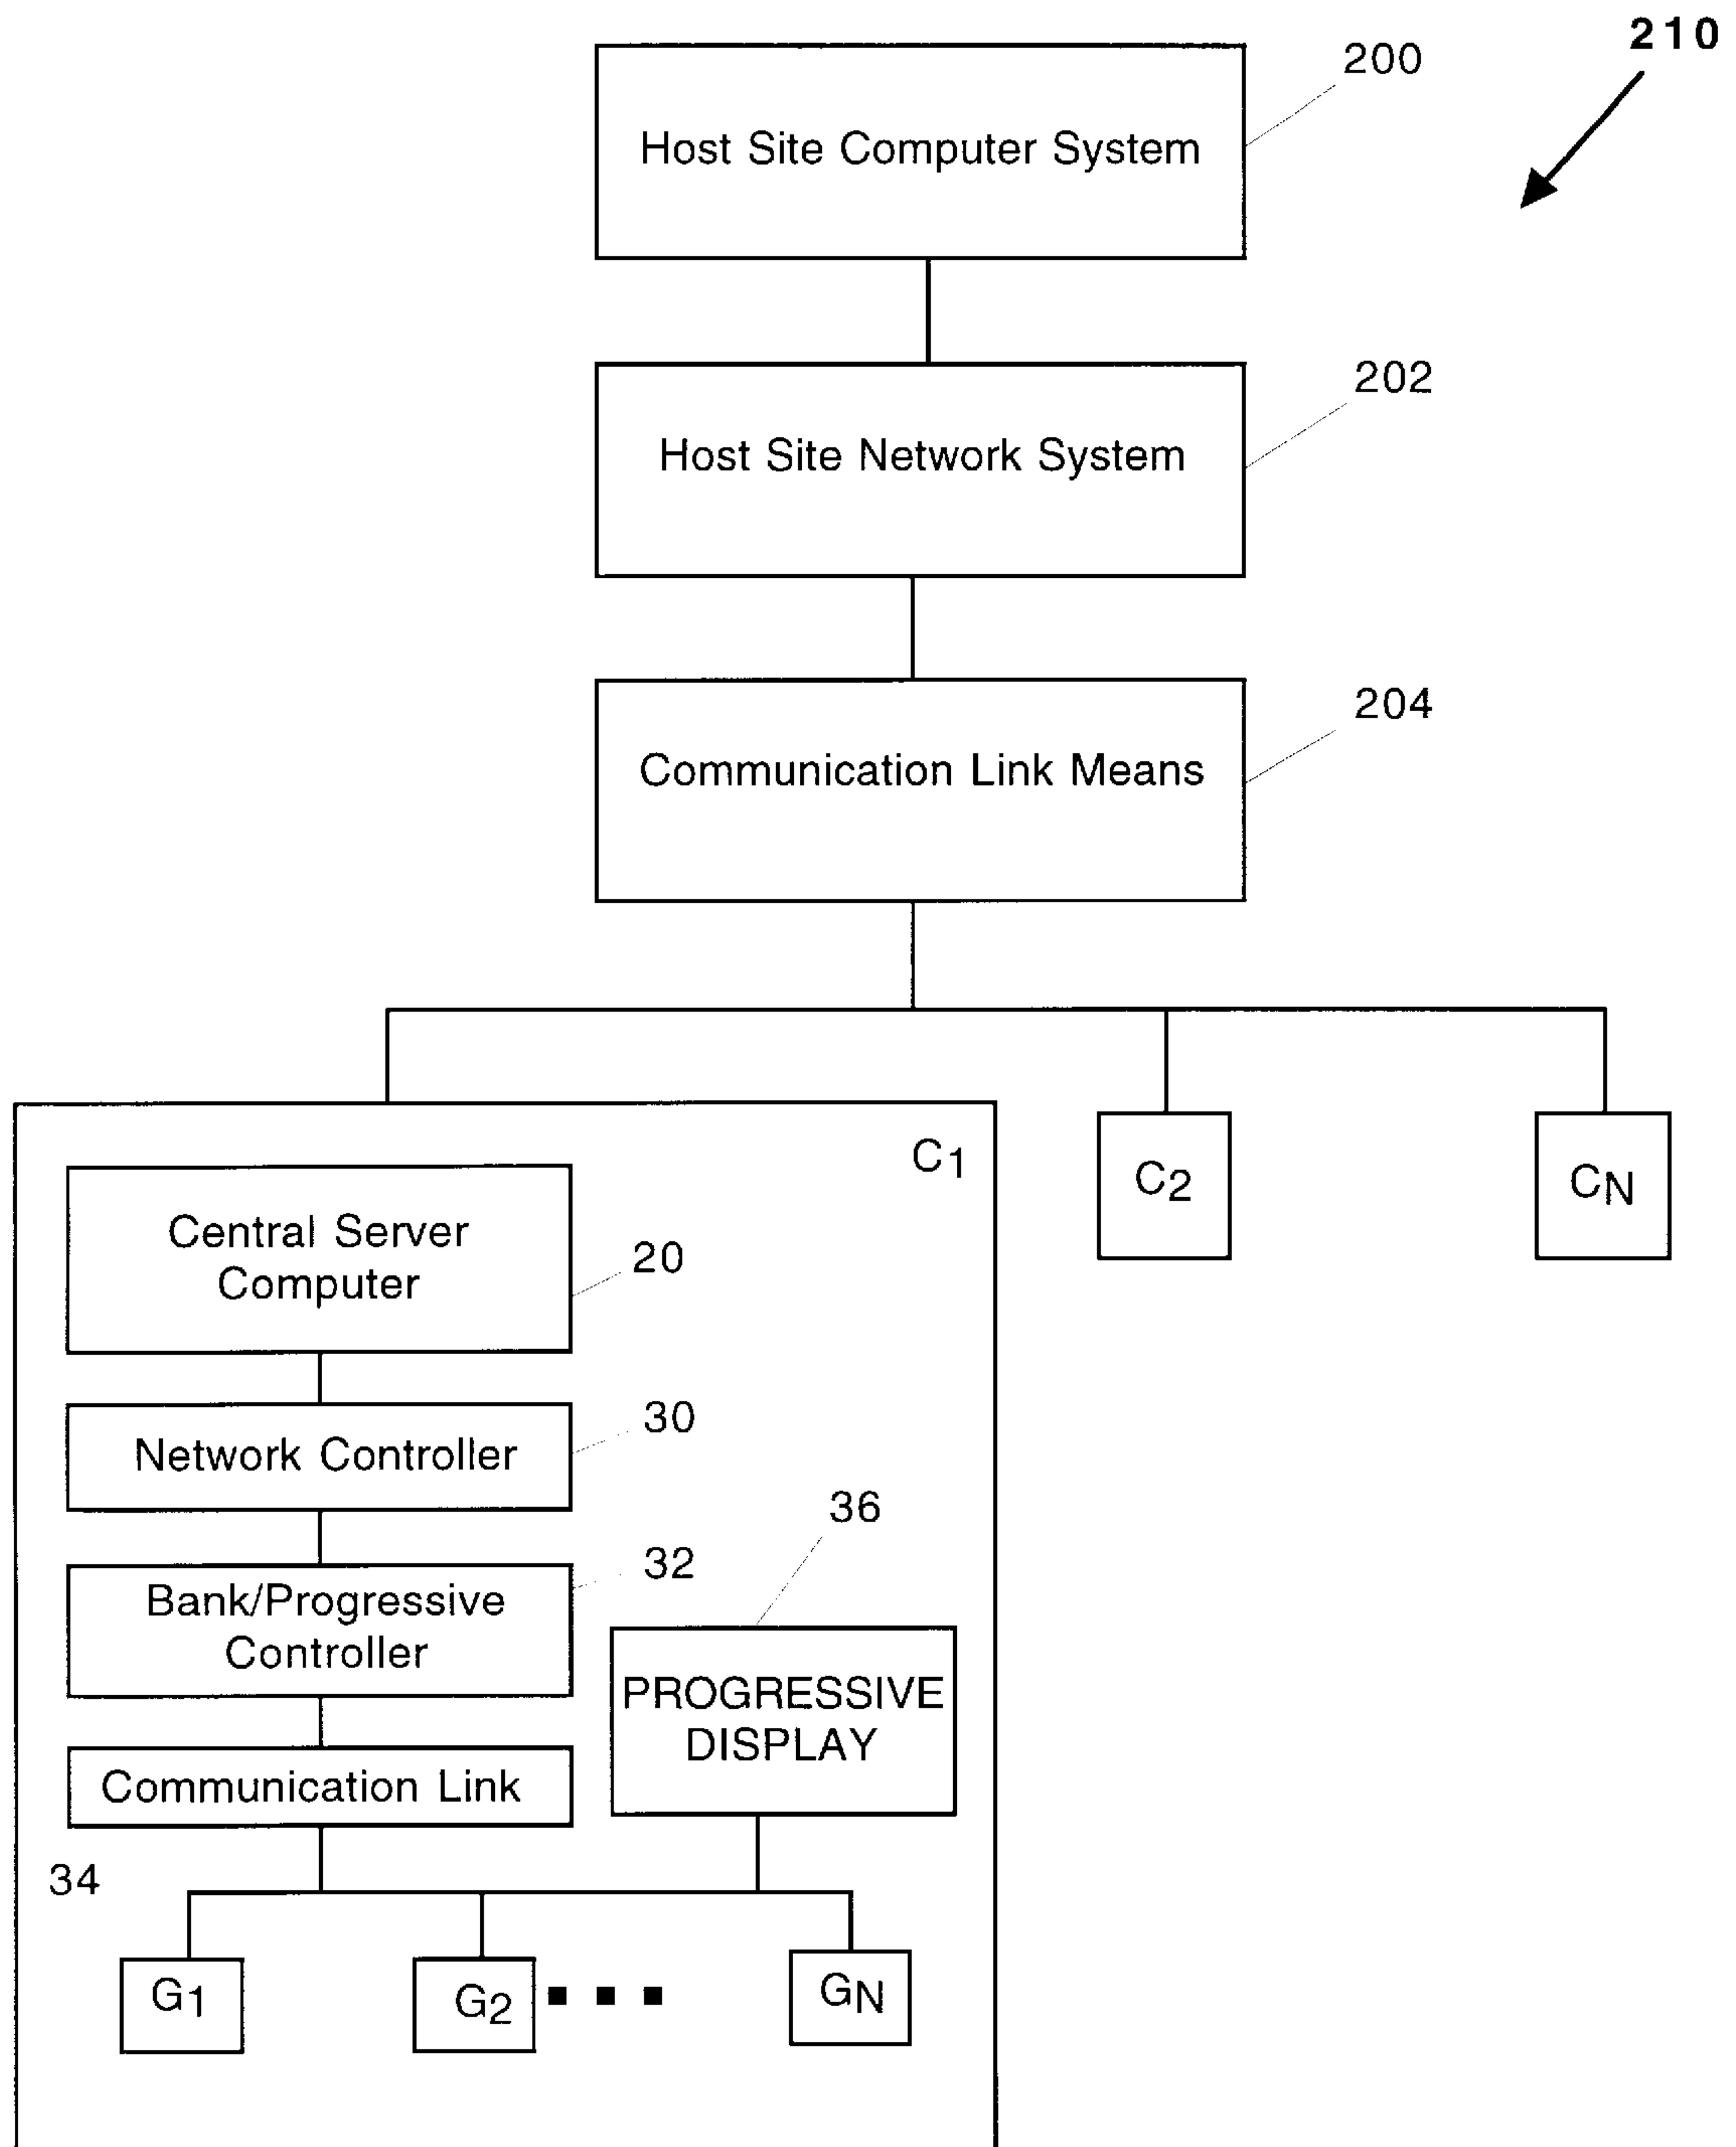 210
200
Host Site Computer System
202
Host Site Network System
204
Communication Link Means
C1
C2
CN
Central Server
Computer
20
Network Controller
30
36
32
Bank/Progressive
Controller
PROGRESSIVE
DISPLAY
Communication Link
34
G1
G2
GN